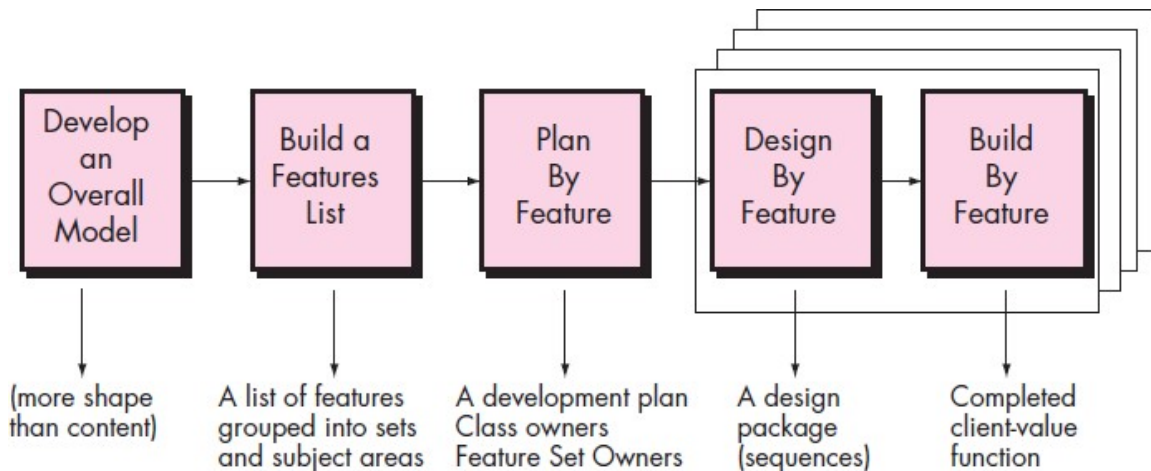 Develop
an
Overall
Model
Build a
Features
List
Plan
By
Feature
Design
By
Feature
Build
By
Feature
(more shape
than content)
A list of features
grouped into sets
and subject areas
A development plan
Class owners
Feature Set Owners
A design
package
(sequences)
Completed
client-value
function